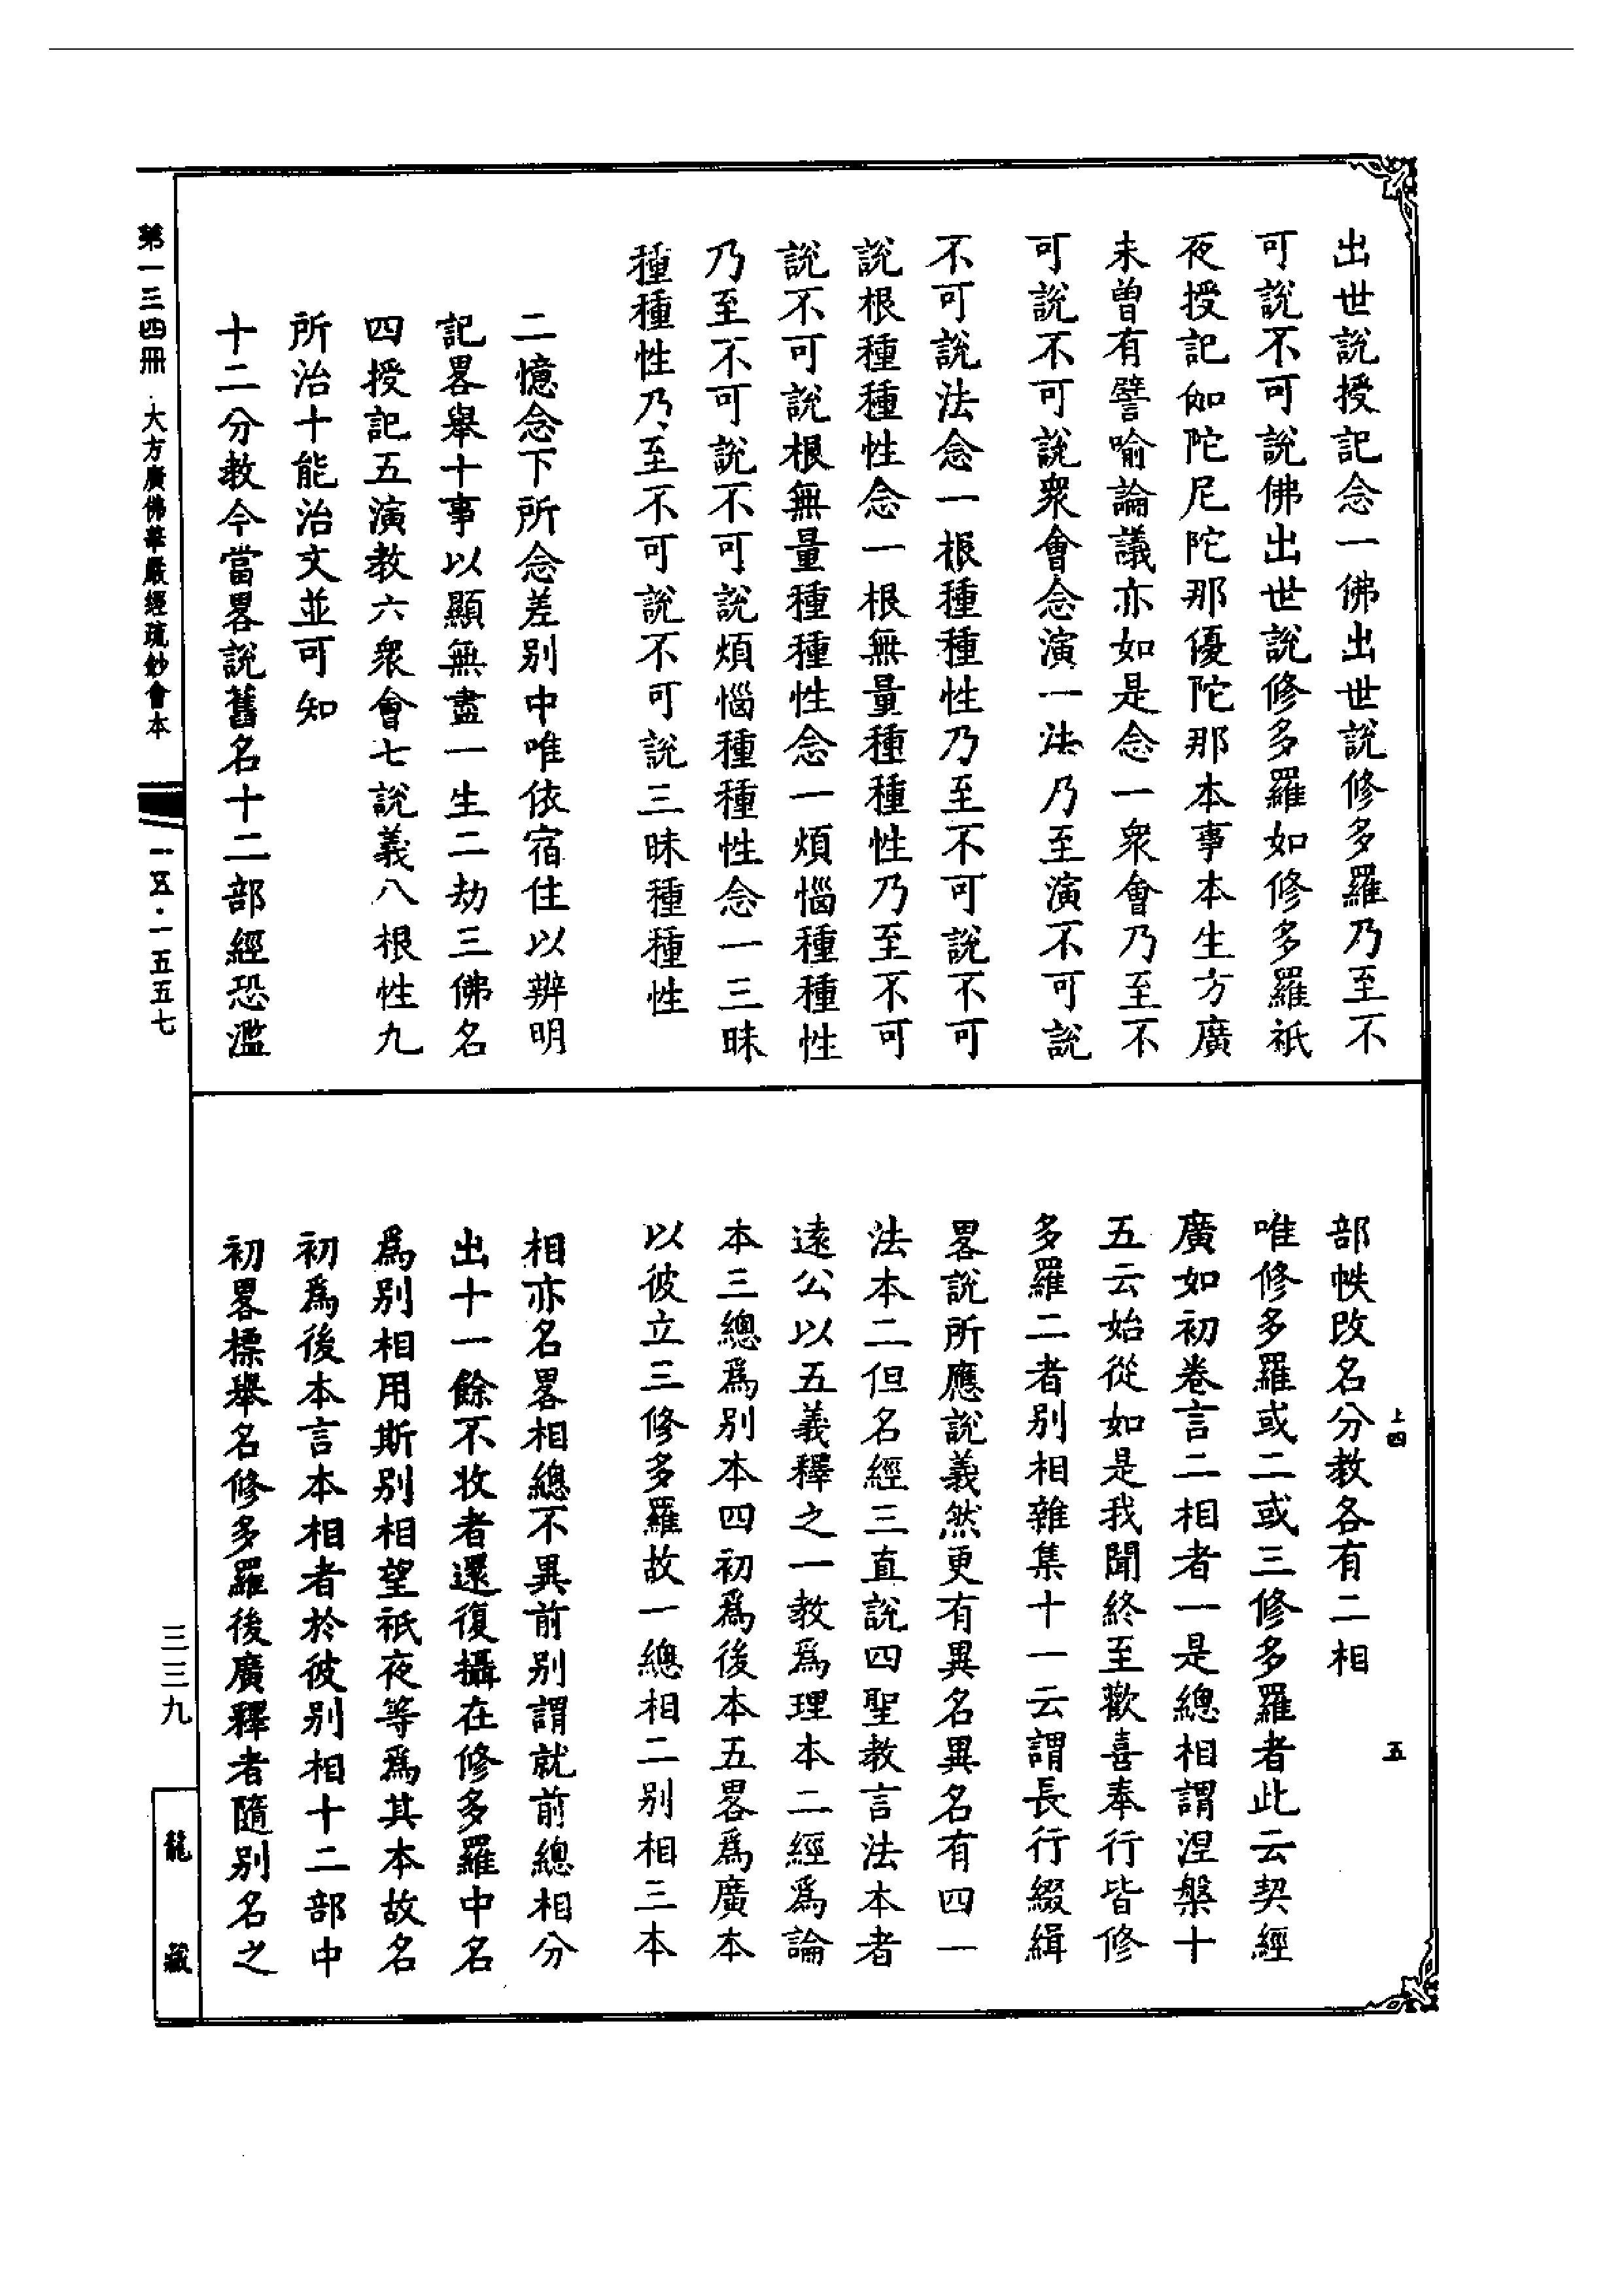 出世說授記念一佛出世說修多羅乃至不
可說不可說佛出世說修多羅如修多羅祇
夜授記伽陀尼陀那優陀那本事本生方廣
未曾有譬喻論議亦如是念一衆會乃至不
可說不可說衆會念演一法乃至演不可說
不可說法念一根種種性乃至不可說不可
說根種種性念一根無量種種性乃至不可
說不可說根無量種種性念一煩惱種種性
乃至不可說不可說煩惱種種性念一三昧
種種性乃至不可說不可說三昧種種性
二憶念下所念差別中唯依宿住以辯明
記畧舉十事以顯無盡一生二劫三佛名
四授記五演教六衆會七說義八根性九
所治十能治文並可知
十二分教今當畧說舊名十二部經恐濫
部帙改名分教各有二相
唯修多羅或二或三修多羅者此云契經
廣如初卷言二相者一是總相謂涅槃十
五云始從如是我聞終至歡喜奉行皆修
多羅二者別相雜集十一云謂長行綴緝
畧說所應說義然更有異名異名有四一
法本二但名經三直說四聖教言法本者
遠公以五義釋之一教爲理本二經爲論
本三總爲別本四初爲後本五畧爲廣本
以彼立三修多羅故一總相二別相三本
相亦名畧相總不異前別謂就前總相分
出十一餘不收者還復攝在修多羅中名
爲別相用斯別相望祇夜等爲其本故名
初爲後本言本相者於彼別相十二部中
初畧標舉名修多羅後廣釋者隨別名之
上四
五
第一三四冊 大方廣佛華嚴經疏鈔會本
一五·一五五七
三三九
龍藏